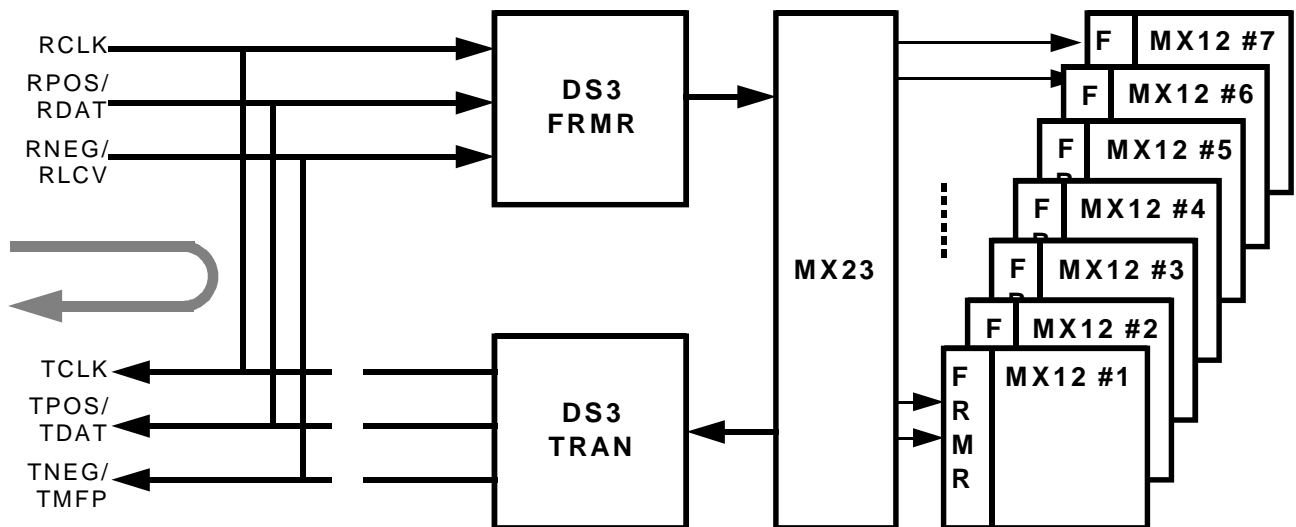 RCLK
RPOS/
RDAT
RNEG/
RLCV
DS3
FRMR
MX23
F
MX12 #7
F
MX12 #6
F
R
MX12 #5
F
R
MX12 #4
F
R
MX12 #3
F
MX12 #2
F
R
M
R
MX12 #1
TCLK
TPOS/
TDAT
TNEG/
TMFP
DS3
TRAN